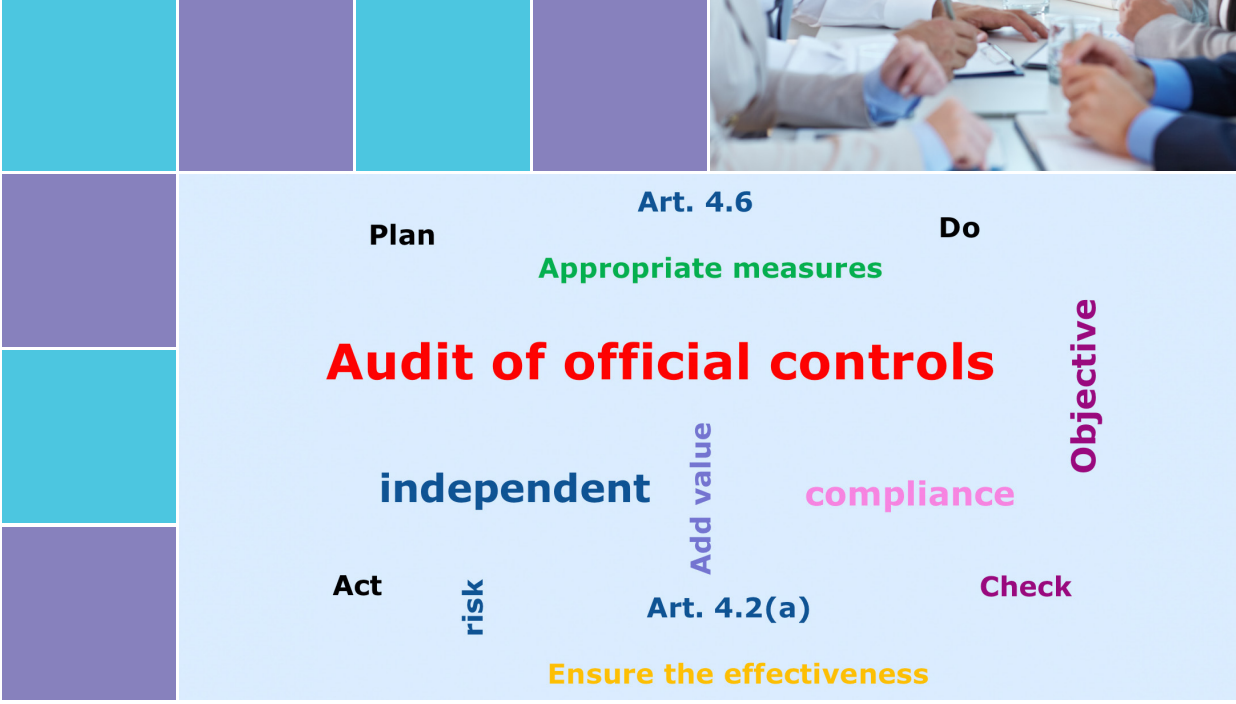 Art. 4.6
Plan
Do
Appropriate measures
Audit of official controls
Objective
independent
Add value
compliance
Act
risk
Art. 4.2(a)
Check
Ensure the effectiveness